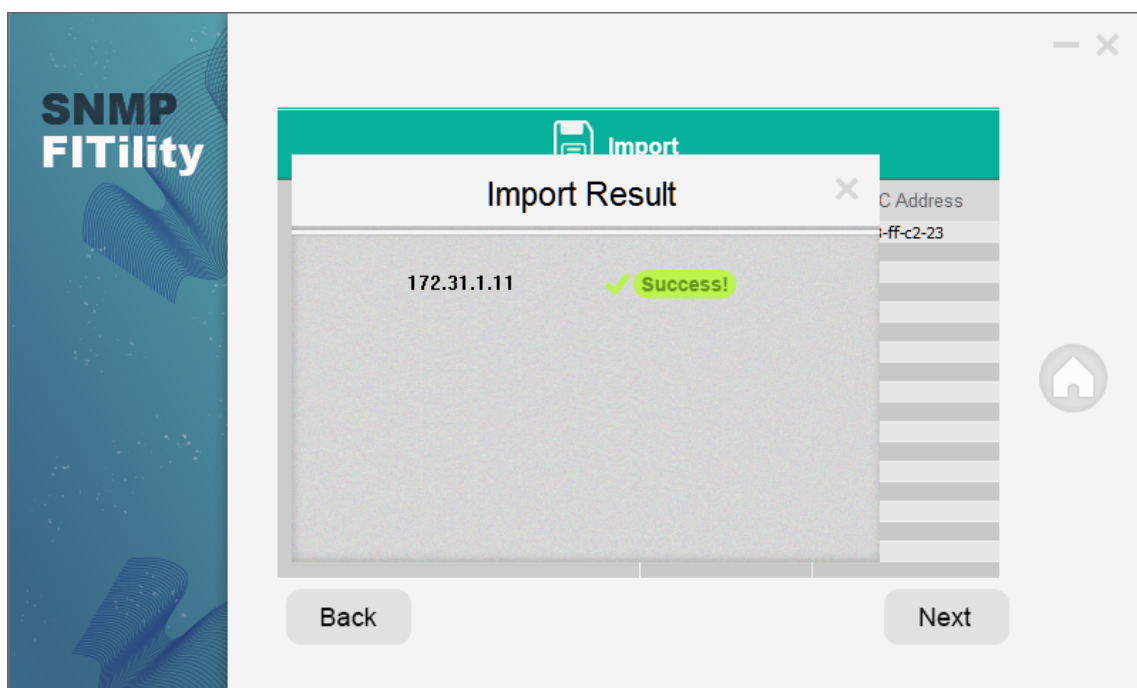 SNMP
FITility
Import
Import Result
C Address
-ff-c2-23
172.31.1.11 Success!
Back Next